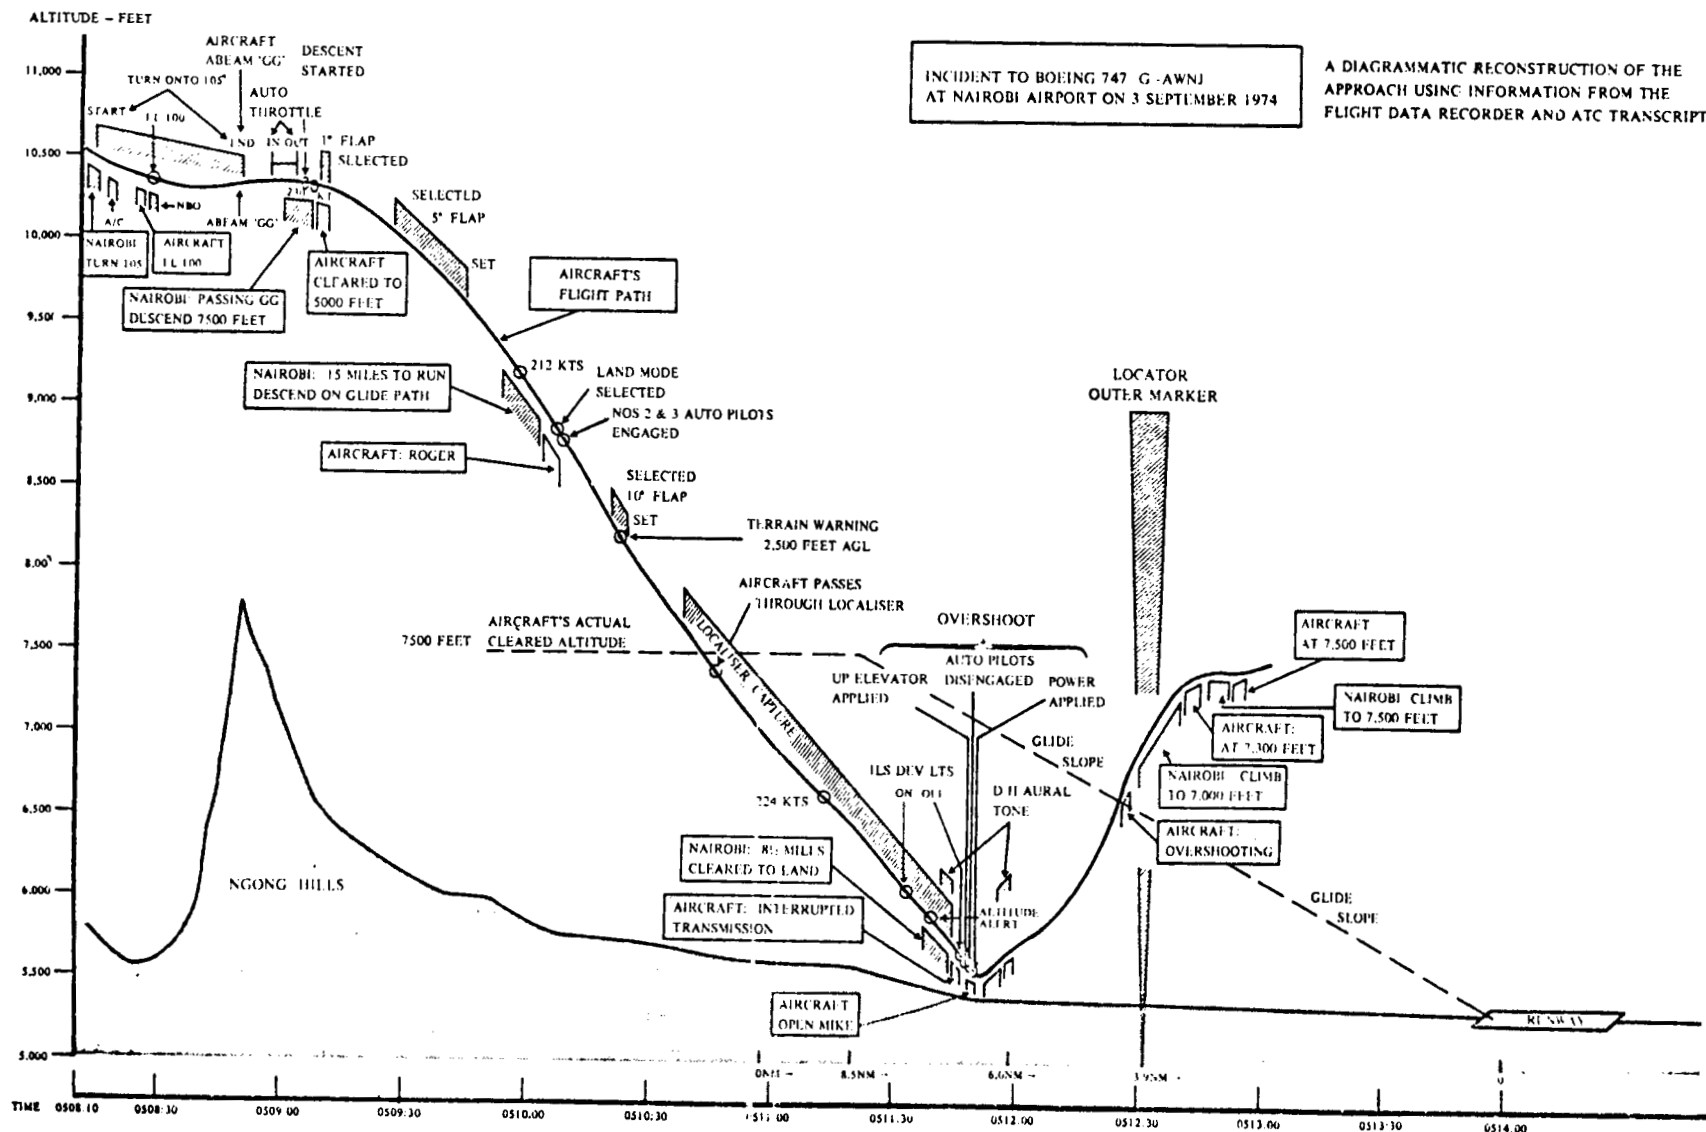 ALTITUDE – FEET
11,000
10,500
10,000
9,500
9,000
8,500
8,00
7,500
7,000
6,500
6,000
5,500
5,000
INCIDENT TO BOEING 747 G-AWNJ
AT NAIROBI AIRPORT ON 3 SEPTEMBER 1974
A DIAGRAMMATIC RECONSTRUCTION OF THE
APPROACH USING INFORMATION FROM THE
FLIGHT DATA RECORDER AND ATC TRANSCRIPT
TURN ONTO 105°
START
FL 100
END
AIRCRAFT
ABEAM 'GG'
DESCENT
STARTED
AUTO
THROTTLE
IN OUT
1° FLAP
SELECTED
A/C
NBO
ABEAM 'GG'
NAIROBI
TURN 105
AIRCRAFT
FL 100
NAIROBI: PASSING GG
DESCEND 7500 FEET
AIRCRAFT
CLEARED TO
5000 FEET
SELECTED
5° FLAP
SET
AIRCRAFT'S
FLIGHT PATH
212 KTS
NAIROBI: 15 MILES TO RUN
DESCEND ON GLIDE PATH
LAND MODE
SELECTED
NOS 2 & 3 AUTO PILOTS
ENGAGED
AIRCRAFT: ROGER
SELECTED
10° FLAP
SET
TERRAIN WARNING
2,500 FEET AGL
AIRCRAFT PASSES
THROUGH LOCALISER
LOCALISER CAPTURE
7500 FEET
AIRCRAFT'S ACTUAL
CLEARED ALTITUDE
OVERSHOOT
UP ELEVATOR
APPLIED
AUTO PILOTS
DISENGAGED
POWER
APPLIED
LOCATOR
OUTER MARKER
GLIDE
SLOPE
224 KTS
ILS DEV LTS
ON OFF
D H AURAL
TONE
ALTITUDE
ALERT
NAIROBI: 8½ MILES
CLEARED TO LAND
AIRCRAFT: INTERRUPTED
TRANSMISSION
AIRCRAFT
OPEN MIKE
AIRCRAFT
AT 7,500 FEET
NAIROBI CLIMB
TO 7,500 FEET
AIRCRAFT:
AT 7,300 FEET
NAIROBI CLIMB
TO 7,000 FEET
AIRCRAFT:
OVERSHOOTING
GLIDE
SLOPE
NGONG HILLS
RUNWAY
8.5NM
6.0NM
3.9NM
0
TIME
0508.10
0508.30
0509 00
0509.30
0510.00
0510.30
0511.30
0512.00
0512.30
0513.00
0513.30
0514.00